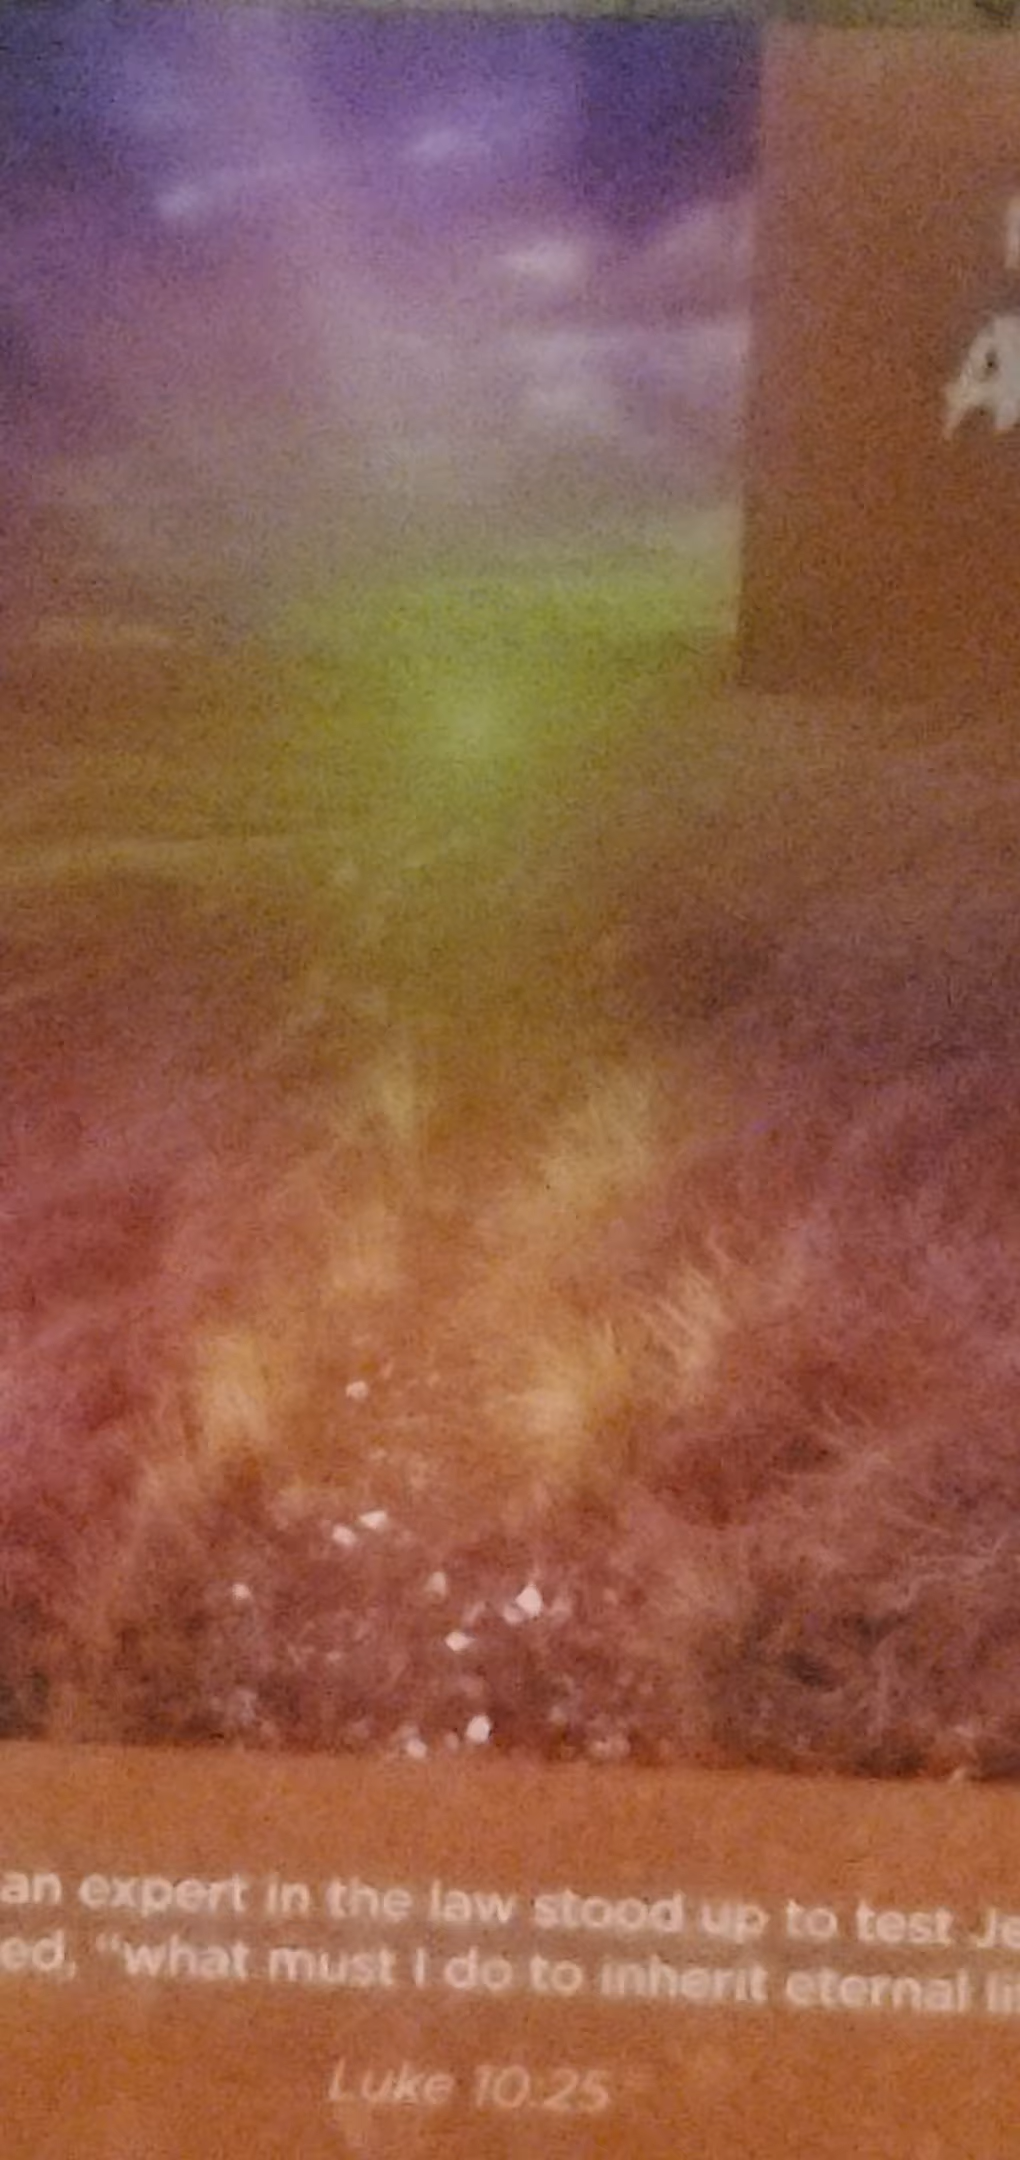 A
an expert in the law stood up to test Je
ed, "what must I do to inherit eternal li
Luke 10:25